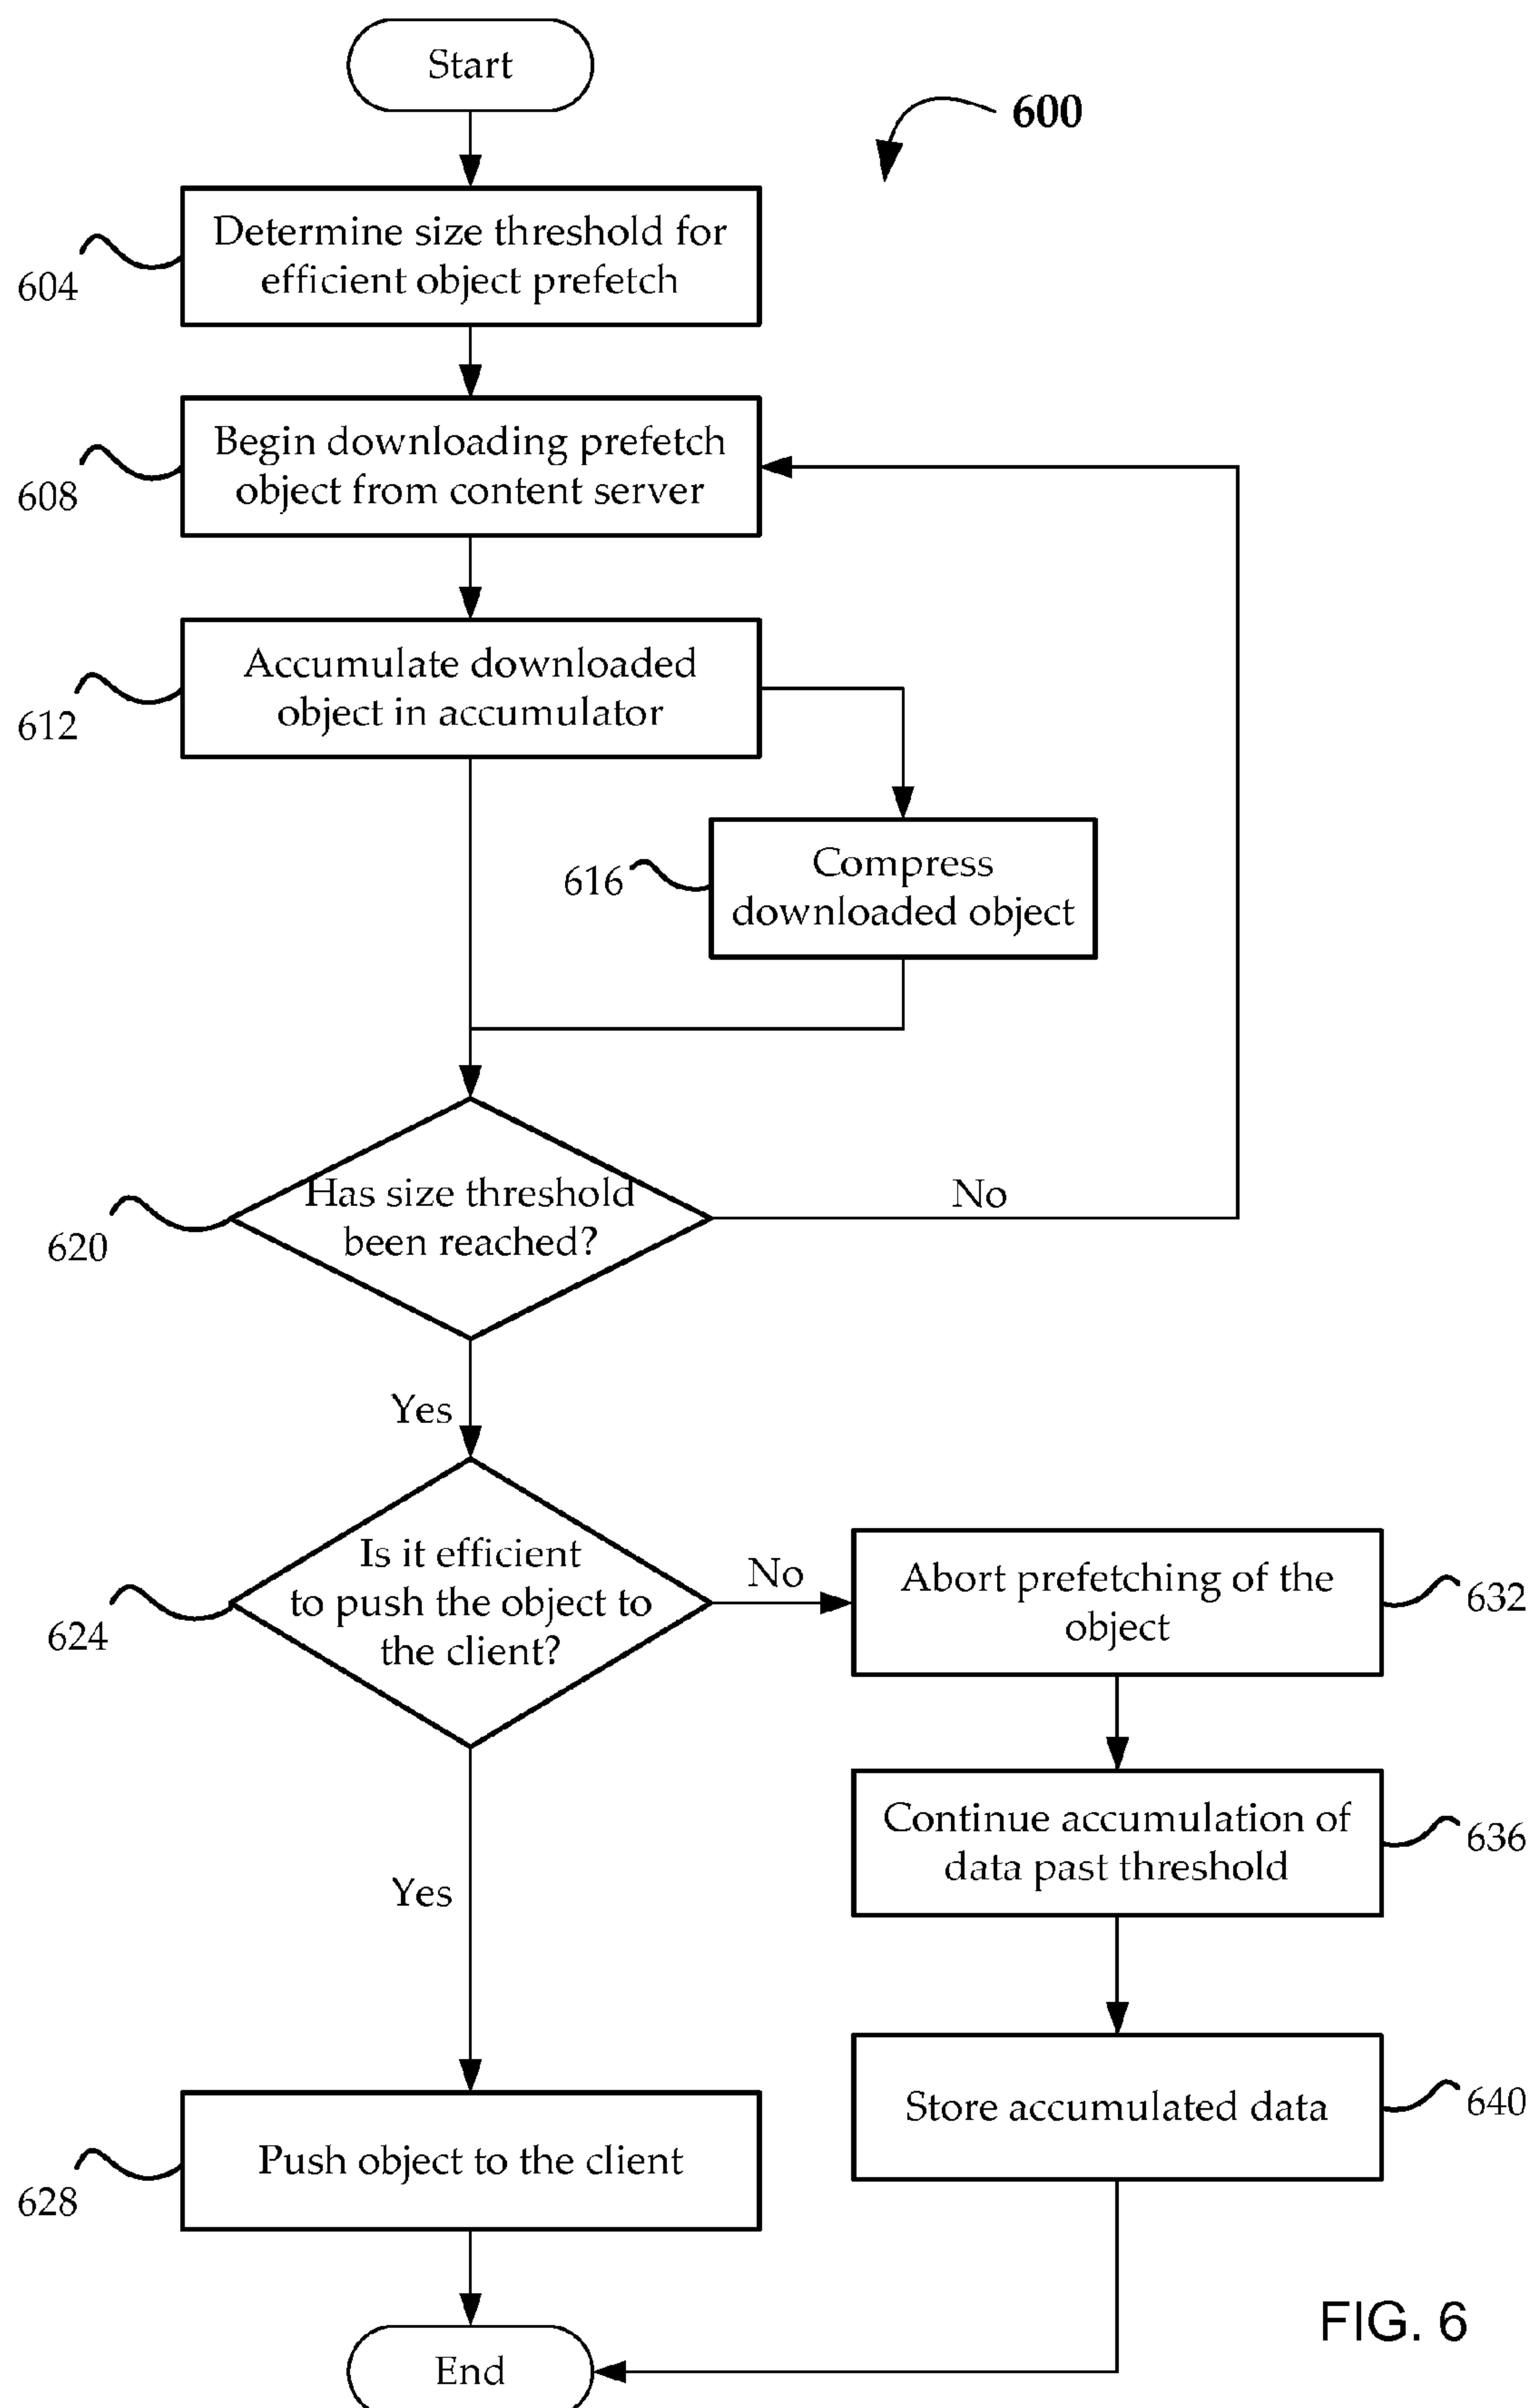 Start
600
Determine size threshold for
efficient object prefetch
604
Begin downloading prefetch
object from content server
608
Accumulate downloaded
object in accumulator
612
Compress
downloaded object
616
Has size threshold
been reached?
No
620
Yes
Is it efficient
to push the object to
the client?
No
624
Abort prefetching of the
object
632
Continue accumulation of
data past threshold
636
Yes
Store accumulated data
640
Push object to the client
628
FIG. 6
End